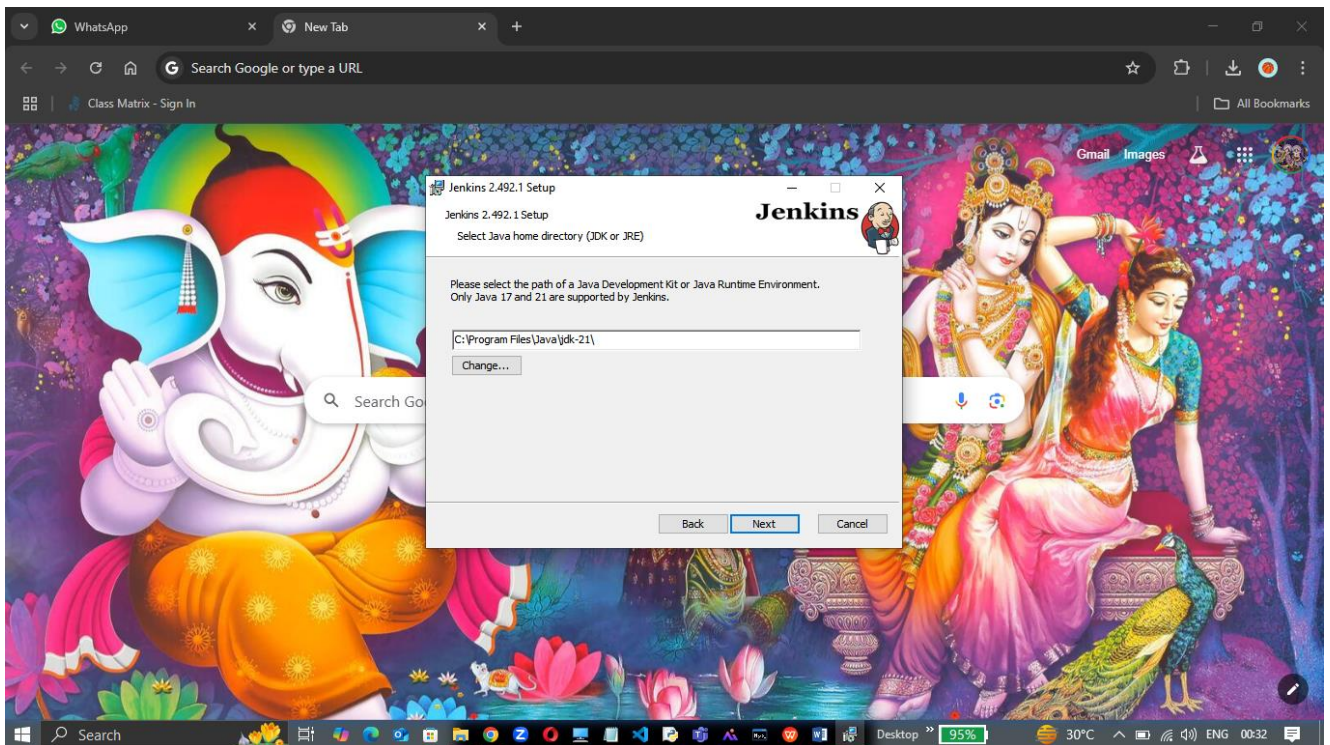 WhatsApp
New Tab
Search Google or type a URL
Class Matrix - Sign In
All Bookmarks
Gmail Images
Jenkins 2.492.1 Setup
Jenkins 2.492.1 Setup
Jenkins
Select Java home directory (JDK or JRE)
Please select the path of a Java Development Kit or Java Runtime Environment.
Only Java 17 and 21 are supported by Jenkins.
C:\Program Files\Java\jdk-21\
Change...
Search Go
Back Next Cancel
Search
Desktop
95%
30°C
ENG 00:32